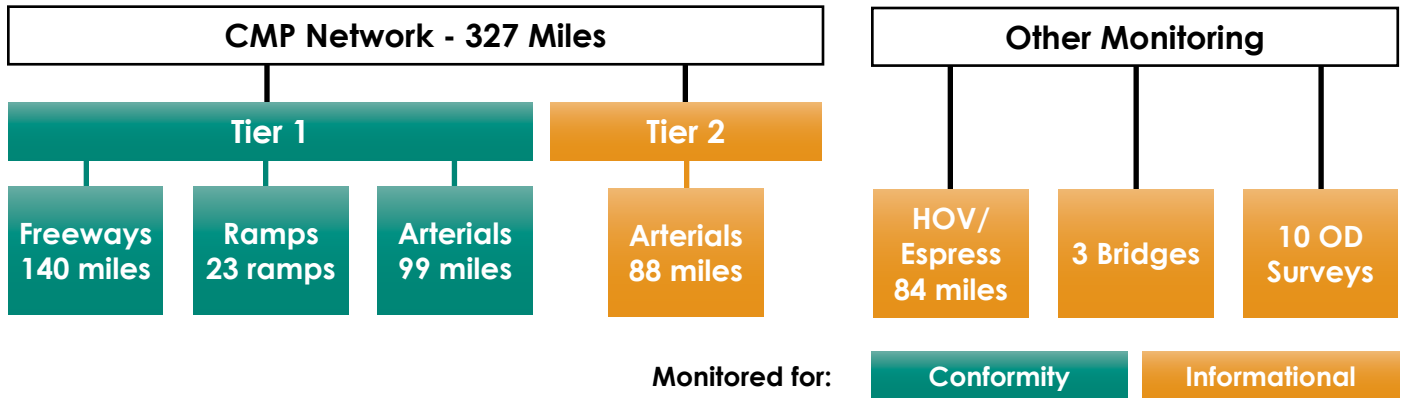 CMP Network - 327 Miles
Other Monitoring
Tier 1
Tier 2
Freeways
140 miles
Ramps
23 ramps
Arterials
99 miles
Arterials
88 miles
HOV/
Espress
84 miles
3 Bridges
10 OD
Surveys
Monitored for:
Conformity
Informational